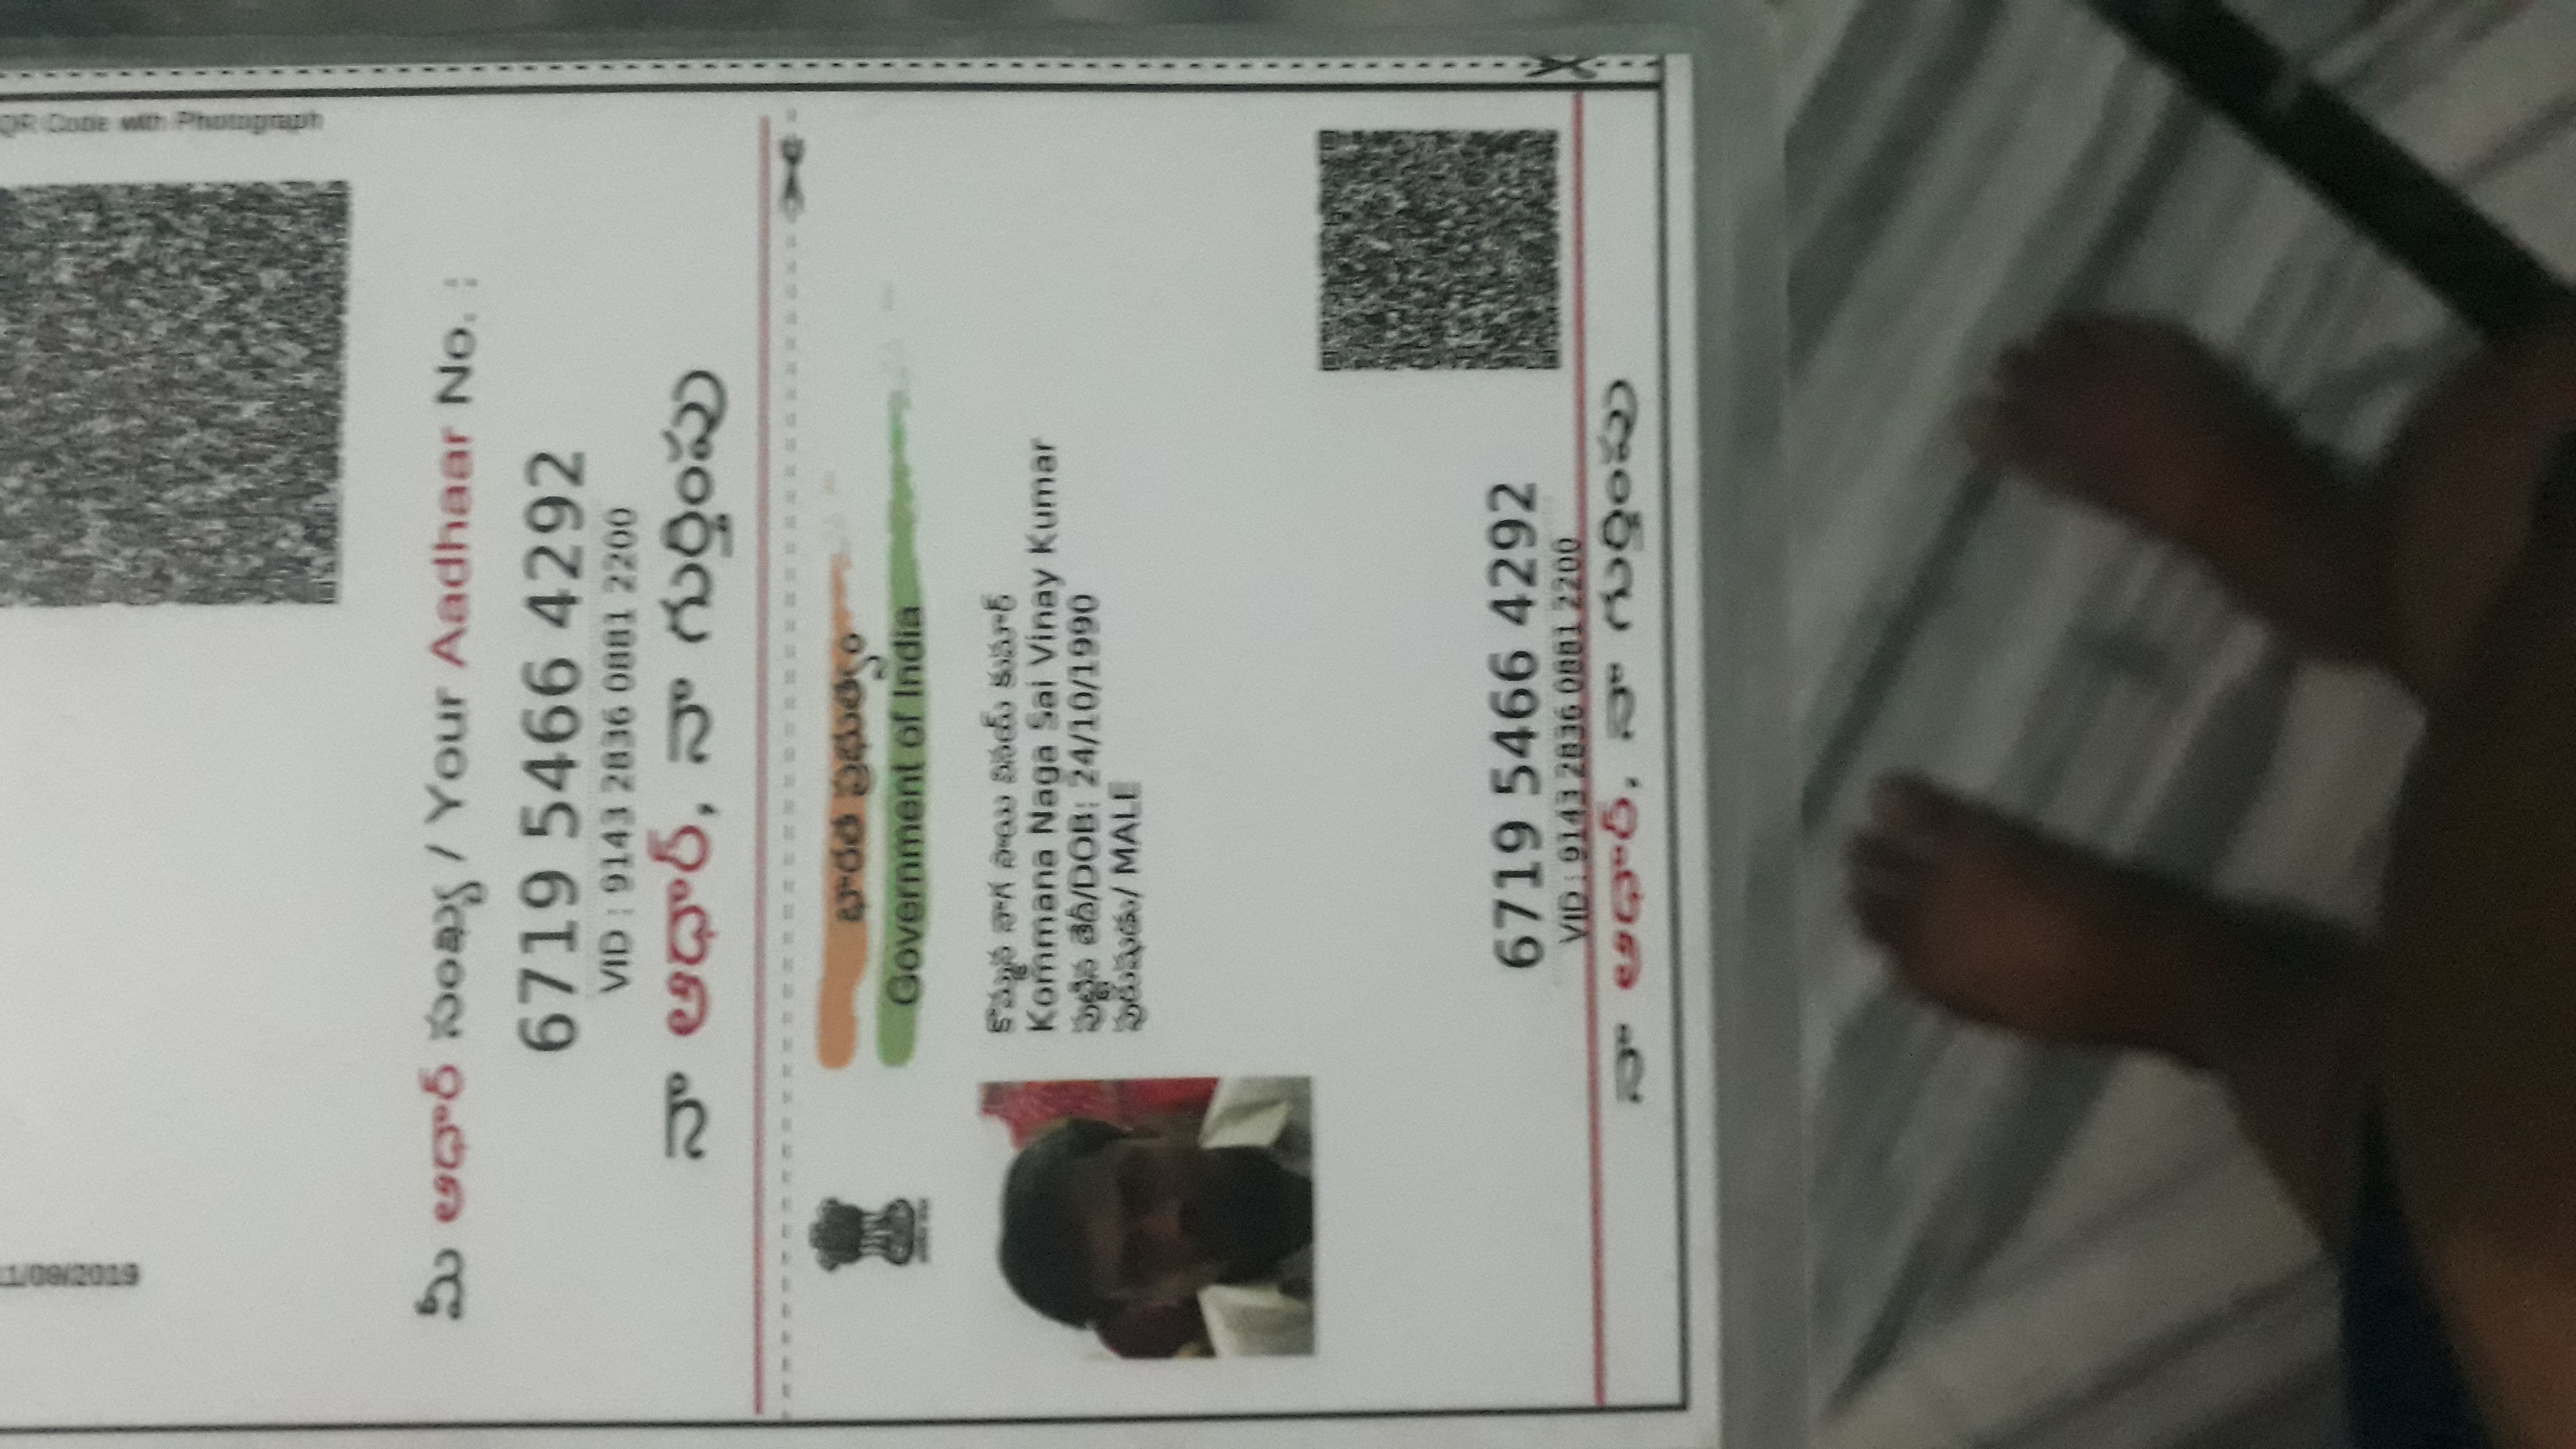 1/09/2019
Code with Photograph
మీ ఆధార్ సంఖ్య / Your Aadhaar No. :
6719 5466 4292
VID : 9143 2836 0881 2200
నా ఆధార్, నా గుర్తింపు
భారత ప్రభుత్వం
Government of India
కొమ్మన నాగ సాయి వినయ్ కుమార్
Kommana Naga Sai Vinay Kumar
పుట్టిన తేదీ/DOB: 24/10/1990
పురుషుడు/ MALE
6719 5466 4292
VID : 9143 2836 0881 2200
నా ఆధార్, నా గుర్తింపు